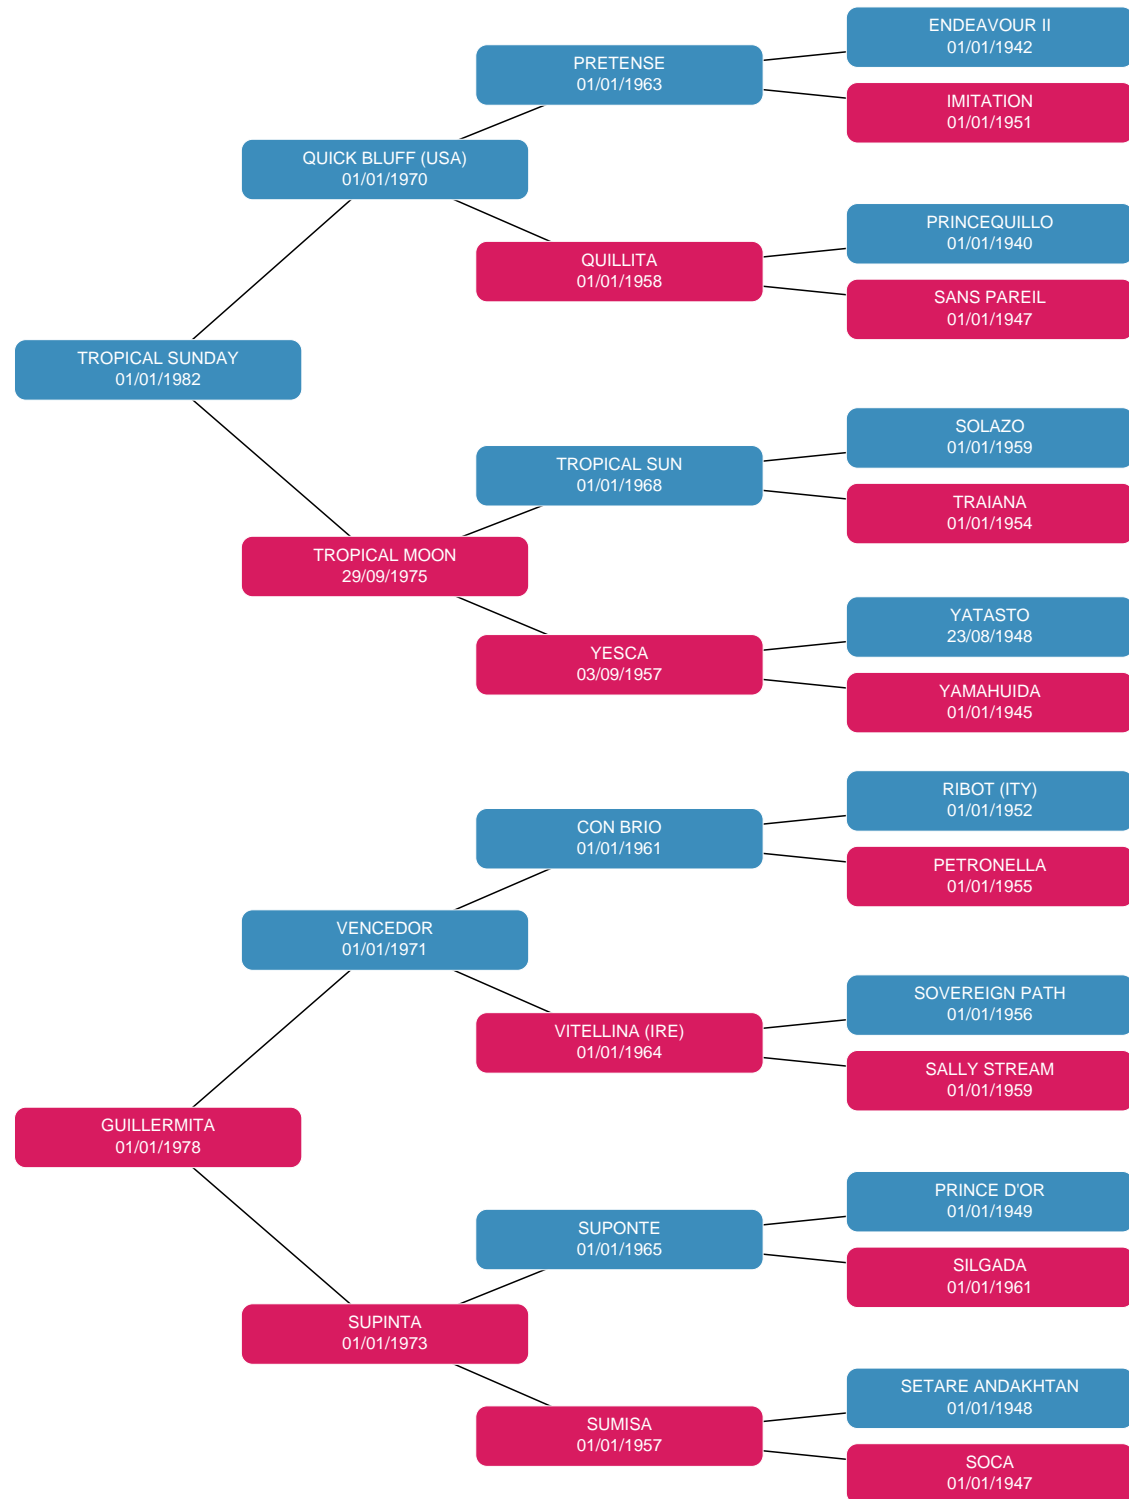 ENDEAVOUR II
01/01/1942
PRETENSE
01/01/1963
IMITATION
01/01/1951
QUICK BLUFF (USA)
01/01/1970
PRINCEQUILLO
01/01/1940
QUILLITA
01/01/1958
SANS PAREIL
01/01/1947
TROPICAL SUNDAY
01/01/1982
SOLAZO
01/01/1959
TROPICAL SUN
01/01/1968
TRAIANA
01/01/1954
TROPICAL MOON
29/09/1975
YATASTO
23/08/1948
YESCA
03/09/1957
YAMAHUIDA
01/01/1945
RIBOT (ITY)
01/01/1952
CON BRIO
01/01/1961
PETRONELLA
01/01/1955
VENCEDOR
01/01/1971
SOVEREIGN PATH
01/01/1956
VITELLINA (IRE)
01/01/1964
SALLY STREAM
01/01/1959
GUILLERMITA
01/01/1978
PRINCE D'OR
01/01/1949
SUPONTE
01/01/1965
SILGADA
01/01/1961
SUPINTA
01/01/1973
SETARE ANDAKHTAN
01/01/1948
SUMISA
01/01/1957
SOCA
01/01/1947